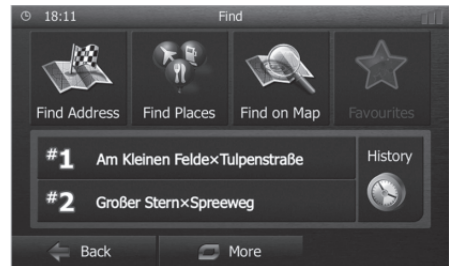 18:11 Find
Find Address Find Places Find on Map Favourites
#1 Am Kleinen Felde×Tulpenstraße History
#2 Großer Stern×Spreeweg
Back More